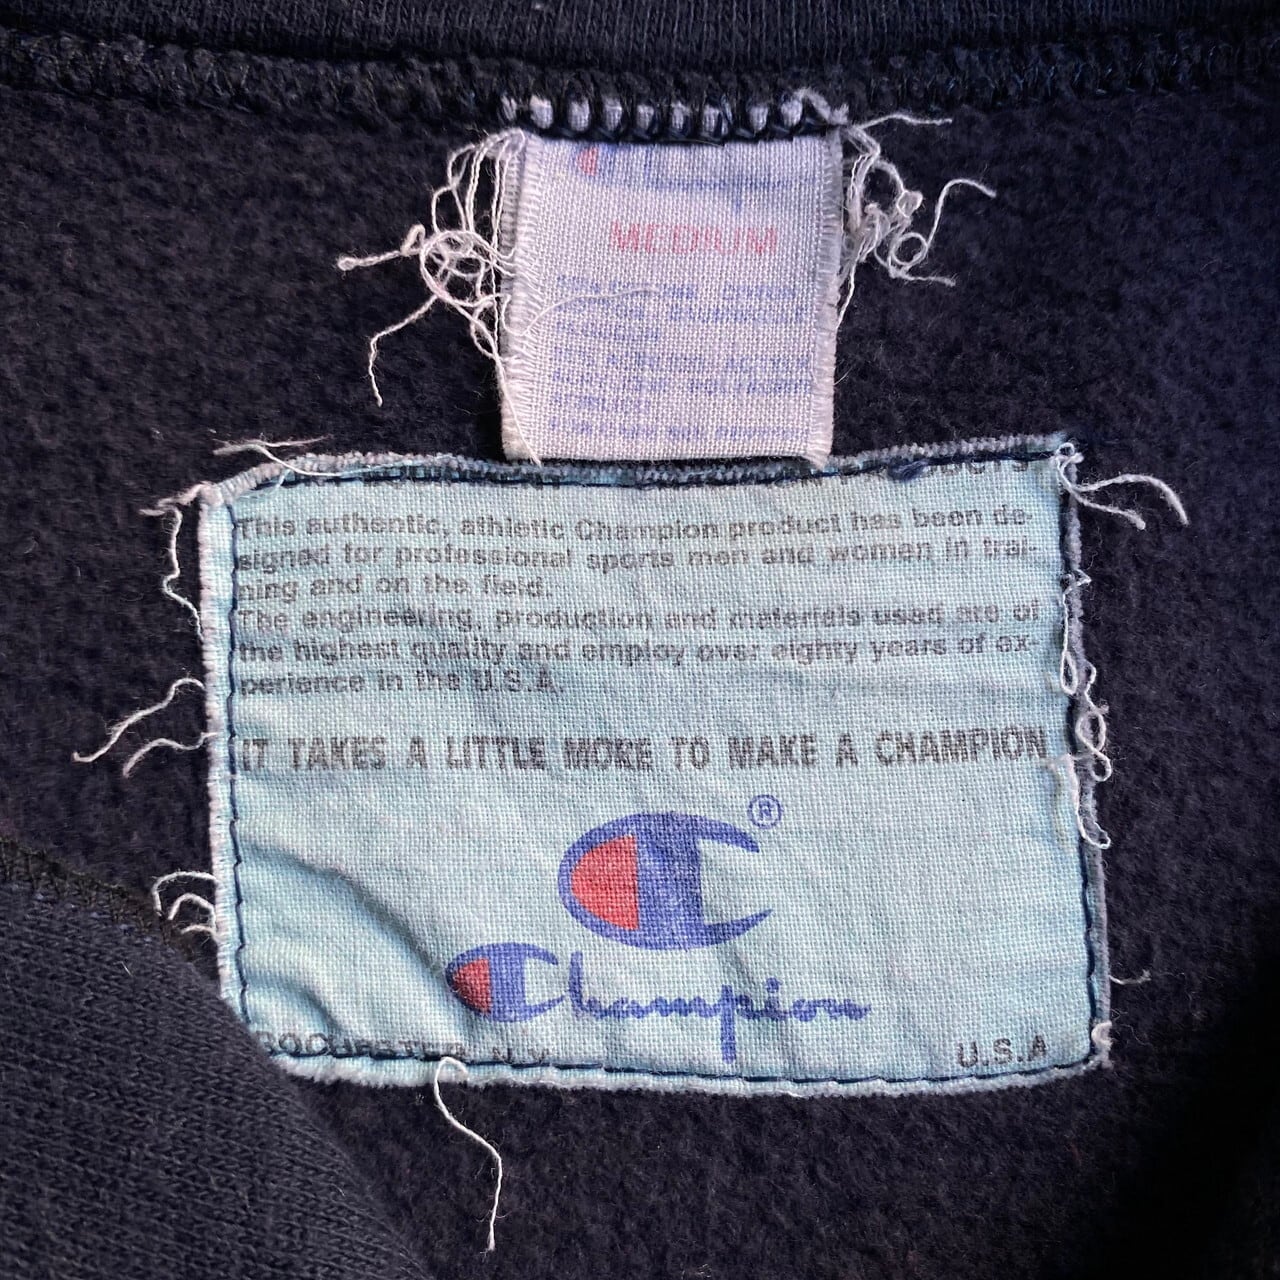 MEDIUM
This authentic, athletic Champion product has been de-
signed for professional sports men and women in trai-
ning and on the field.
The engineering, production and materials used are of
the highest quality and employ over eighty years of ex-
perience in the U.S.A.
IT TAKES A LITTLE MORE TO MAKE A CHAMPION
®
Champion
ROCHESTER, N.Y. U.S.A